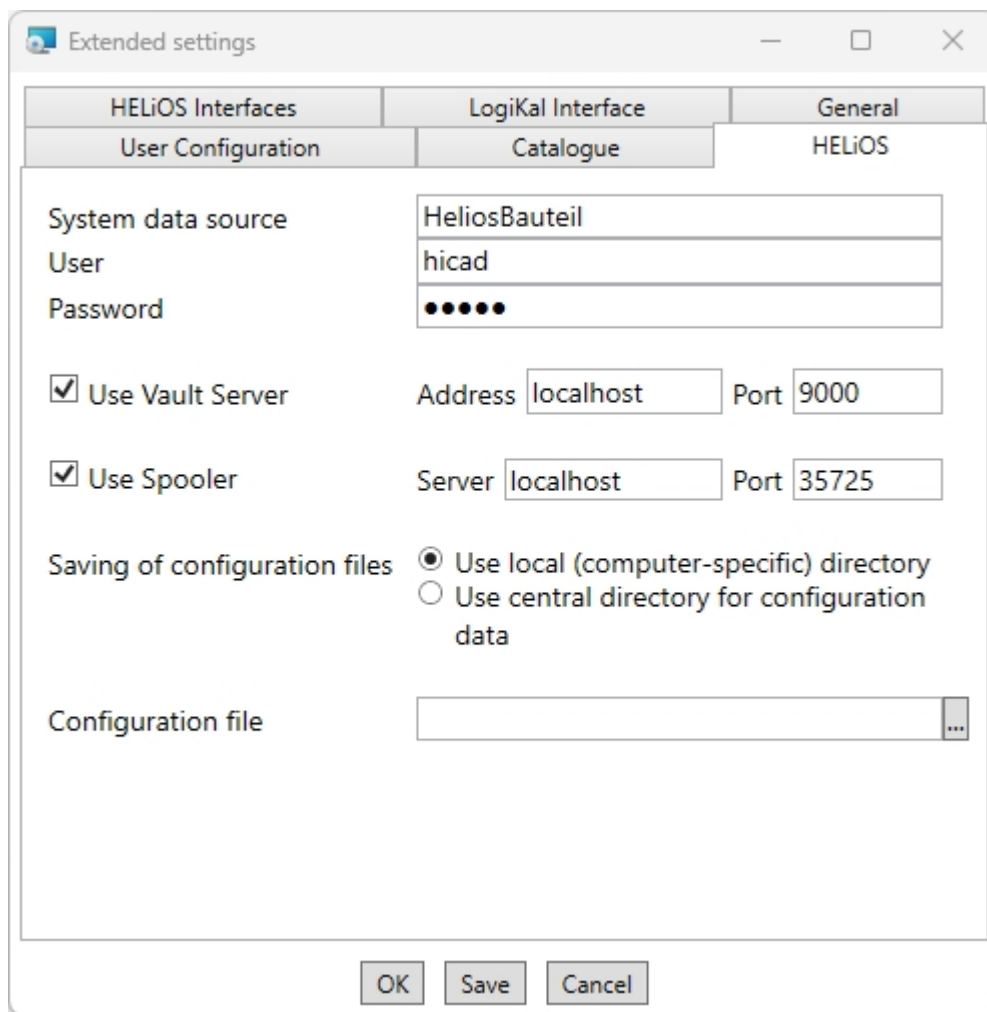 Extended settings
HELiOS Interfaces LogiKal Interface General
User Configuration Catalogue HELiOS
System data source HeliosBauteil
User hicad
Password ●●●●●
Use Vault Server Address localhost Port 9000
Use Spooler Server localhost Port 35725
Saving of configuration files Use local (computer-specific) directory
Use central directory for configuration
data
Configuration file ...
OK Save Cancel